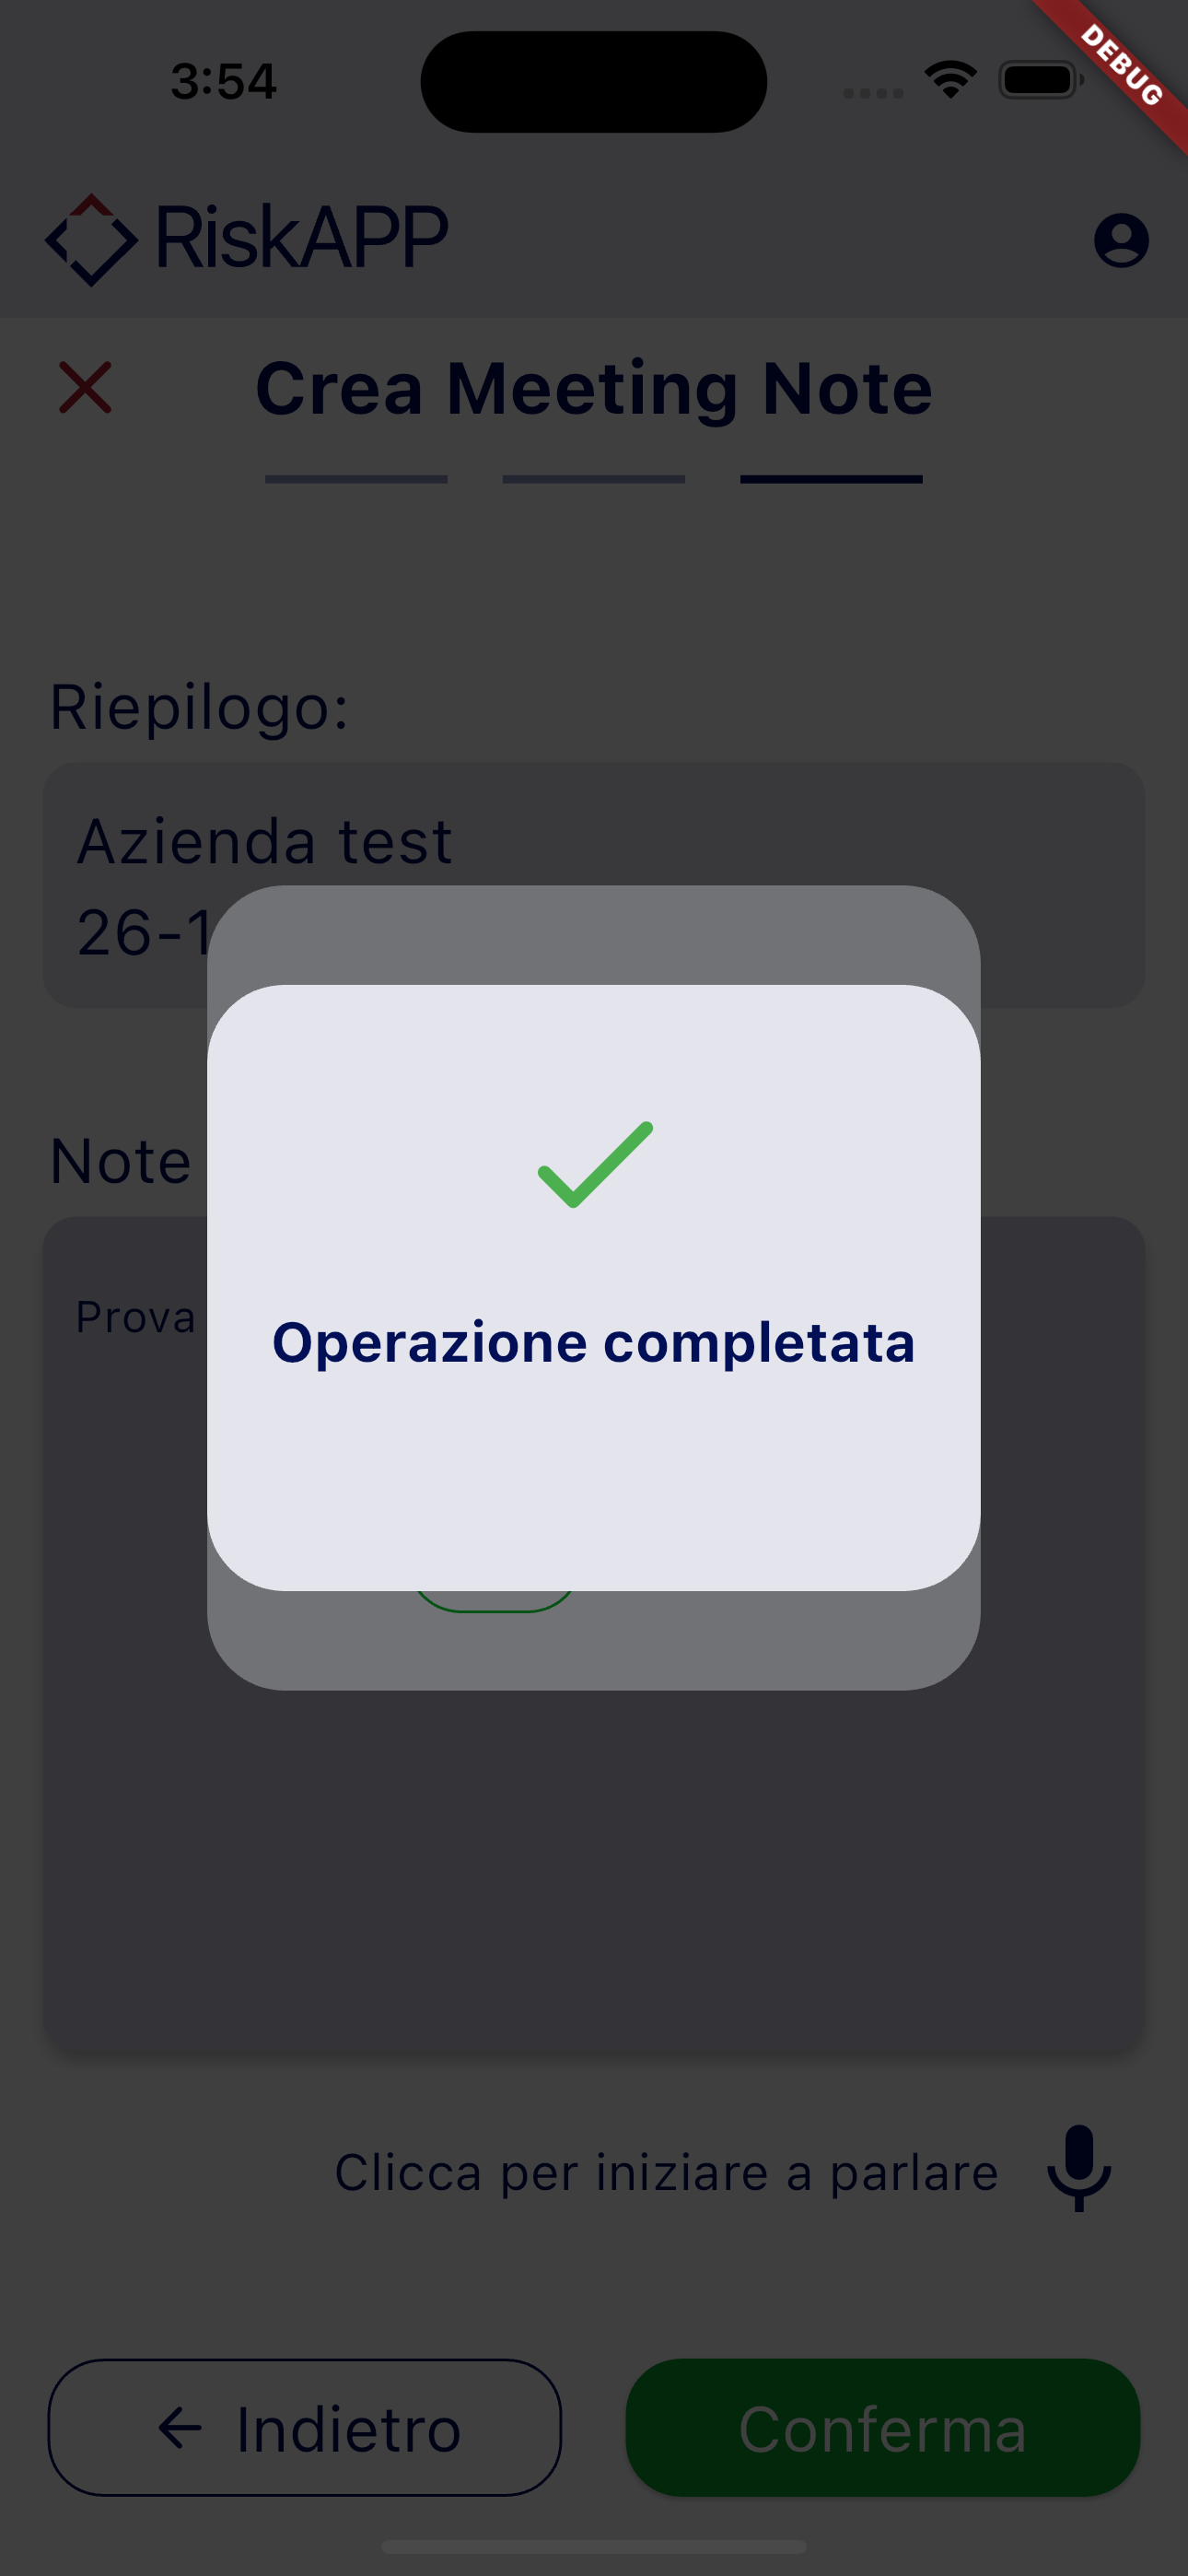 3:54
DEBUG
RiskAPP
Crea Meeting Note
Riepilogo:
Azienda test
26-1
Note
Prova
Operazione completata
Clicca per iniziare a parlare
Indietro
Conferma